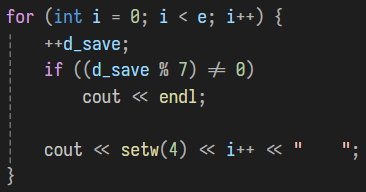 for (int i = 0; i < e; i++) {
    ++d_save;
    if ((d_save % 7) ≠ 0)
        cout << endl;

    cout << setw(4) << i++ << "    ";
}